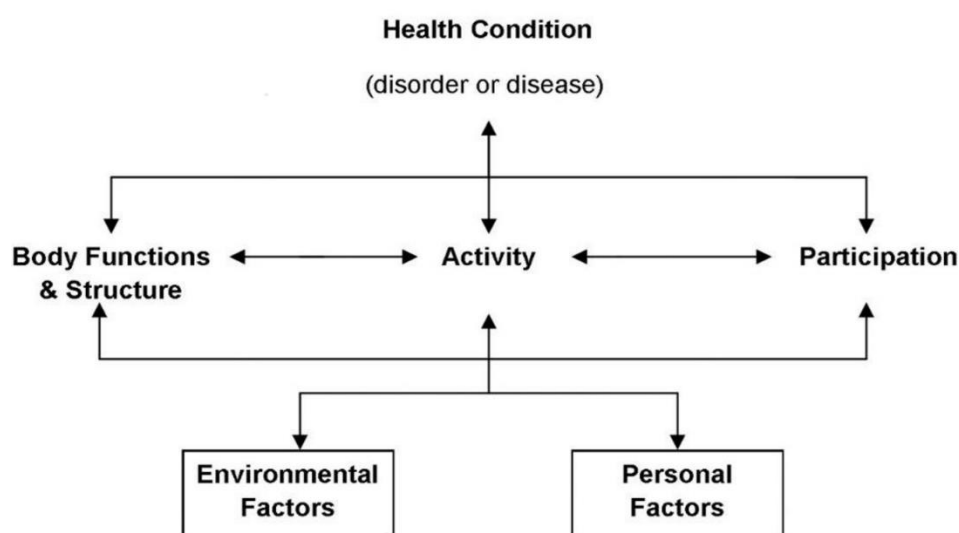 Health Condition
(disorder or disease)
Body Functions
& Structure
Activity
Participation
Environmental
Factors
Personal
Factors